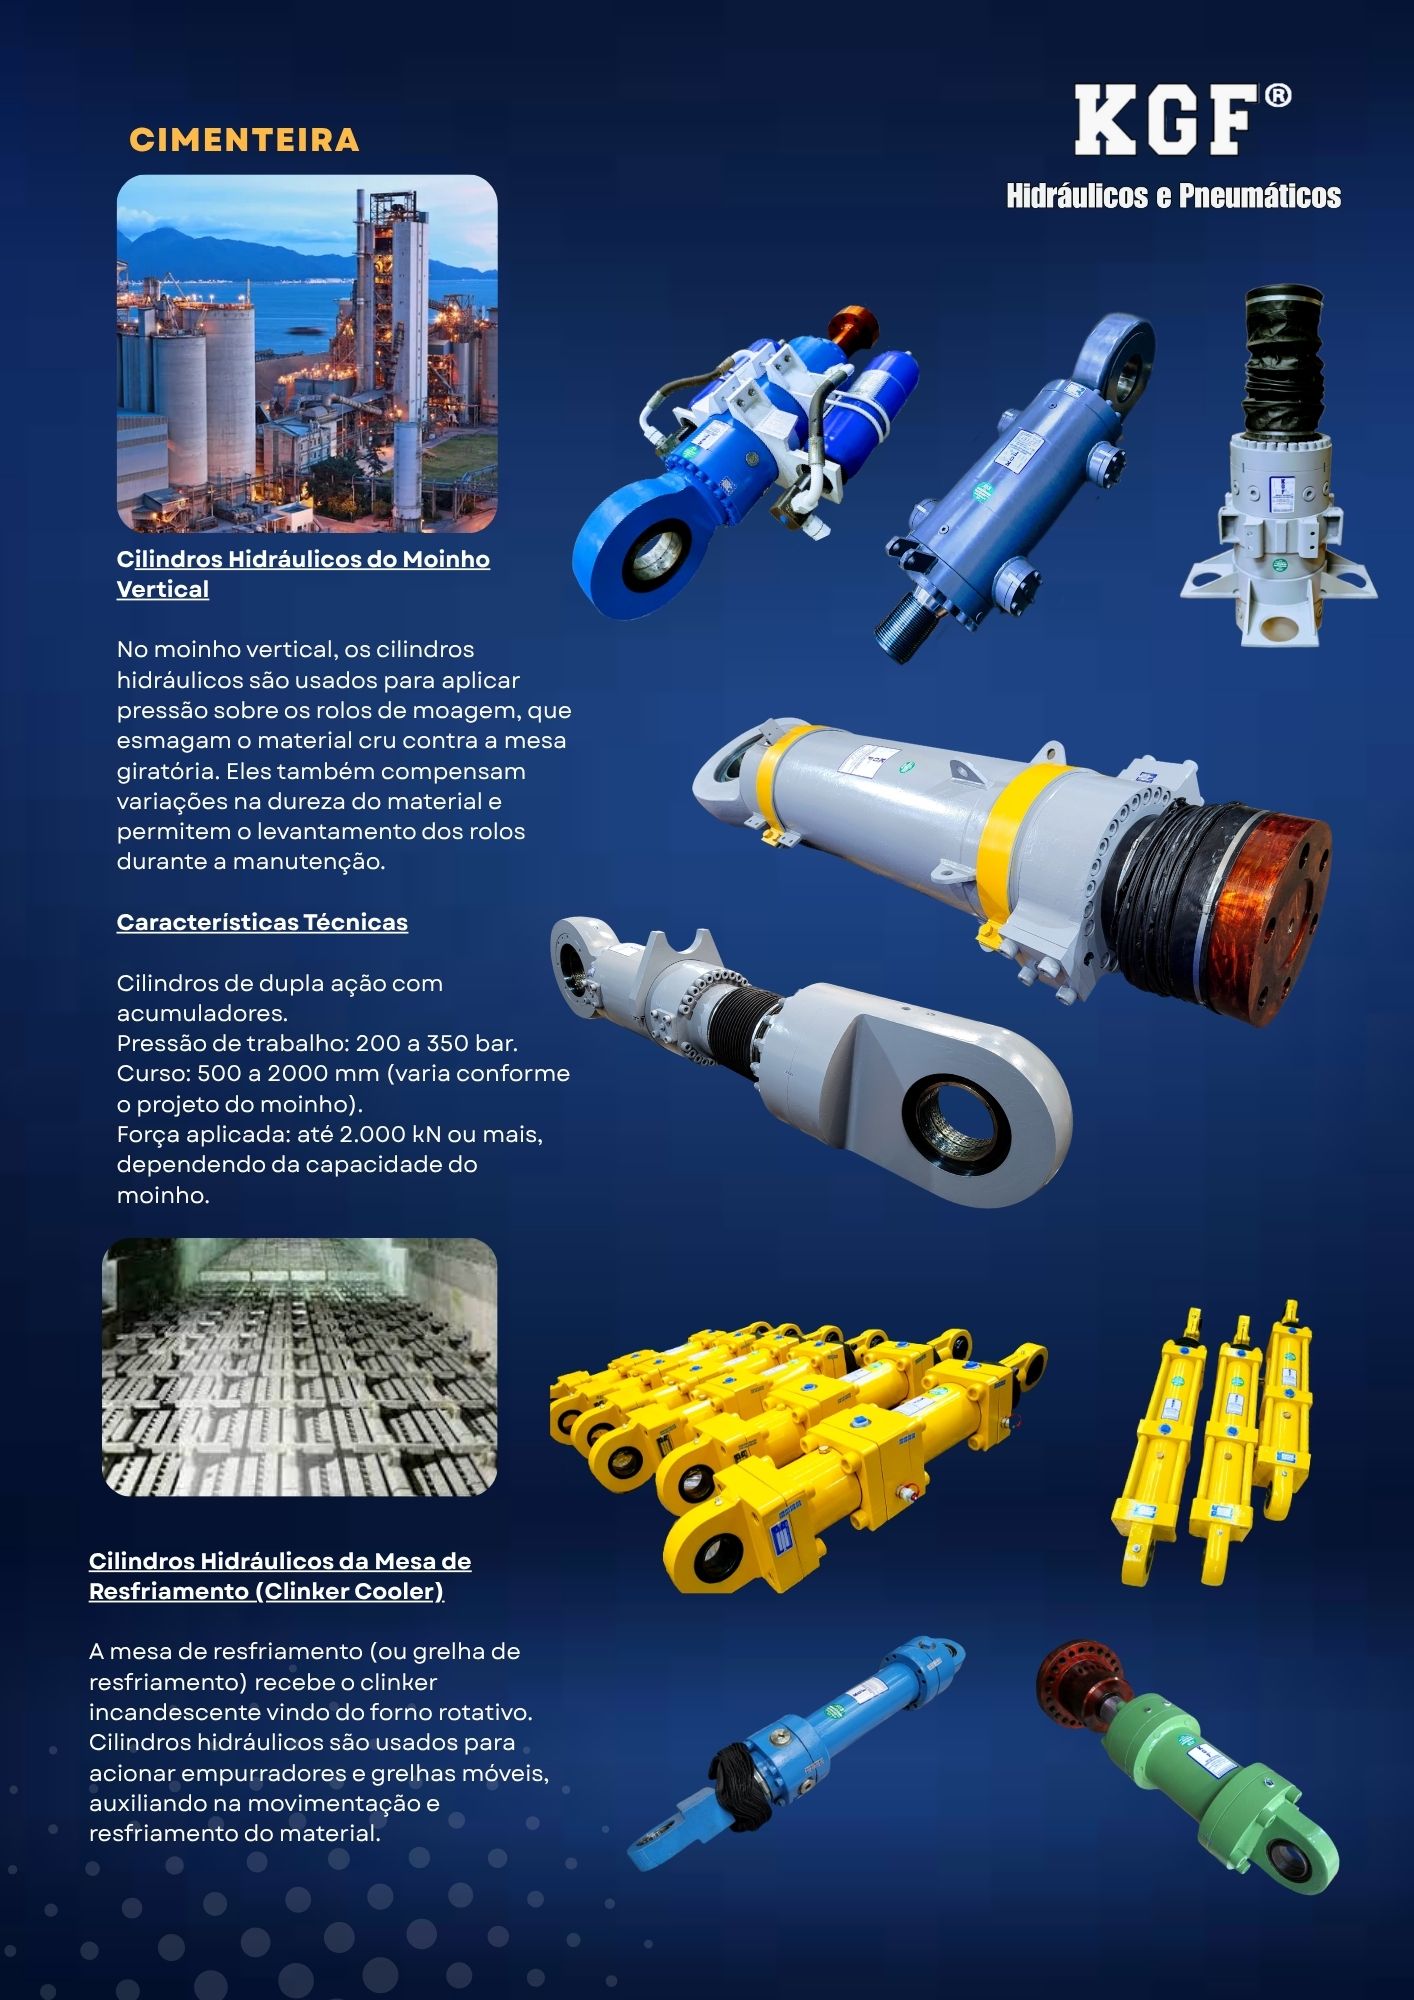 KGF®
Hidráulicos e Pneumáticos
CIMENTEIRA
Cilindros Hidráulicos do Moinho
Vertical
No moinho vertical, os cilindros
hidráulicos são usados para aplicar
pressão sobre os rolos de moagem, que
esmagam o material cru contra a mesa
giratória. Eles também compensam
variações na dureza do material e
permitem o levantamento dos rolos
durante a manutenção.
Características Técnicas
Cilindros de dupla ação com
acumuladores.
Pressão de trabalho: 200 a 350 bar.
Curso: 500 a 2000 mm (varia conforme
o projeto do moinho).
Força aplicada: até 2.000 kN ou mais,
dependendo da capacidade do
moinho.
Cilindros Hidráulicos da Mesa de
Resfriamento (Clinker Cooler)
A mesa de resfriamento (ou grelha de
resfriamento) recebe o clinker
incandescente vindo do forno rotativo.
Cilindros hidráulicos são usados para
acionar empurradores e grelhas móveis,
auxiliando na movimentação e
resfriamento do material.